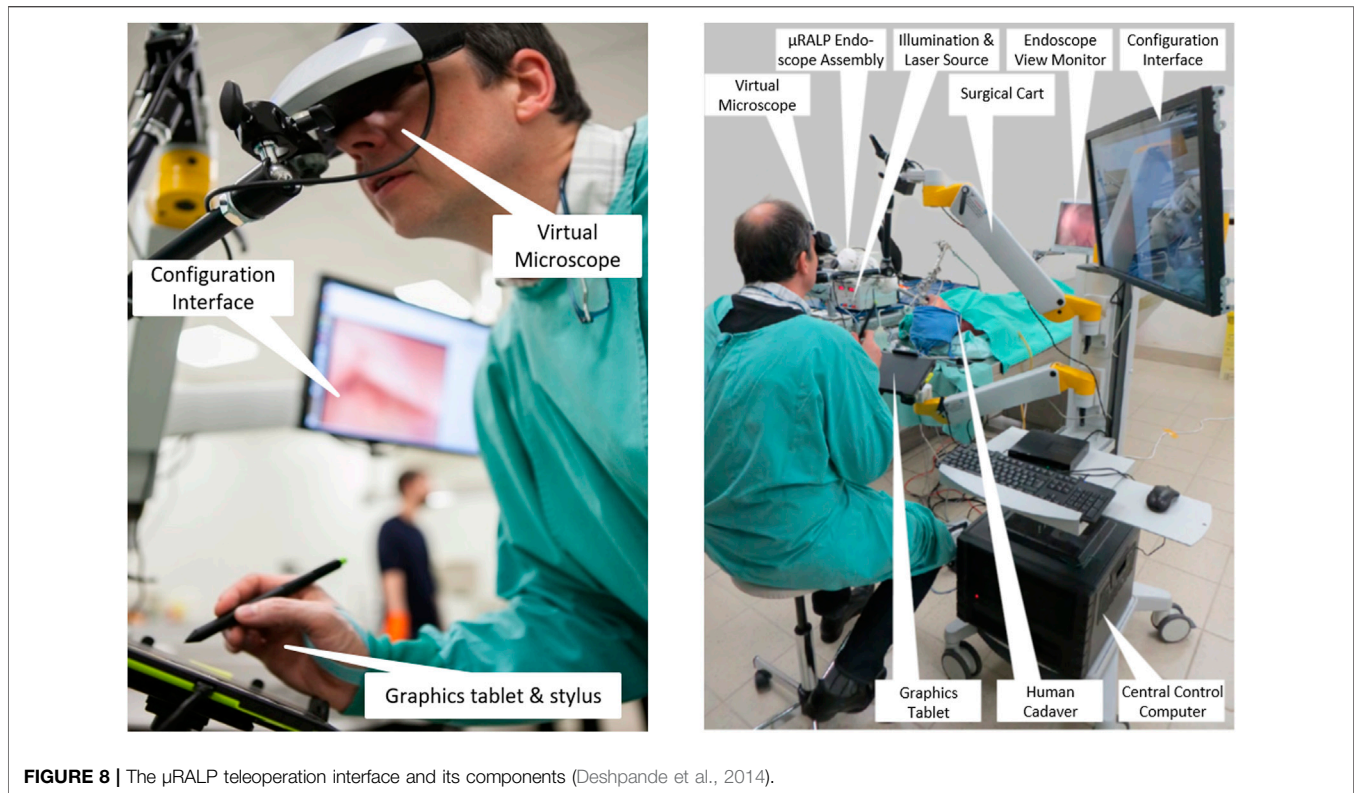 Virtual
Microscope
Configuration
Interface
Graphics tablet & stylus
µRALP Endo-
scope Assembly
Illumination &
Laser Source
Endoscope
View Monitor
Configuration
Interface
Virtual
Microscope
Surgical Cart
Graphics
Tablet
Human
Cadaver
Central Control
Computer
FIGURE 8 | The µRALP teleoperation interface and its components (Deshpande et al., 2014).